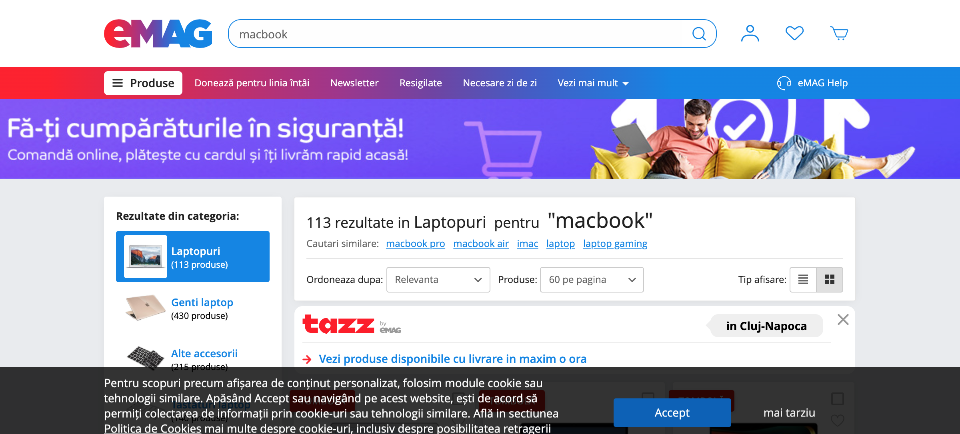 eMAG
macbook
Produse
Donează pentru linia întâi
Newsletter
Resigilate
Necesare zi de zi
Vezi mai mult
eMAG Help
Fă-ți cumpărăturile în siguranță!
Comandă online, plătește cu cardul și îți livrăm rapid acasă!
Rezultate din categoria:
Laptopuri
(113 produse)
Genti laptop
(430 produse)
Alte accesorii
(215 produse)
113 rezultate in Laptopuri pentru "macbook"
Cautari similare: macbook pro macbook air imac laptop laptop gaming
Ordoneaza dupa: Relevanta Produse: 60 pe pagina Tip afisare:
tazz by eMAG
in Cluj-Napoca
Vezi produse disponibile cu livrare in maxim o ora
Pentru scopuri precum afișarea de conținut personalizat, folosim module cookie sau
tehnologii similare. Apăsând Accept sau navigând pe acest website, ești de acord să
permiți colectarea de informații prin cookie-uri sau tehnologii similare. Află in sectiunea
Politica de Cookies mai multe despre cookie-uri, inclusiv despre posibilitatea retragerii
Accept
mai tarziu